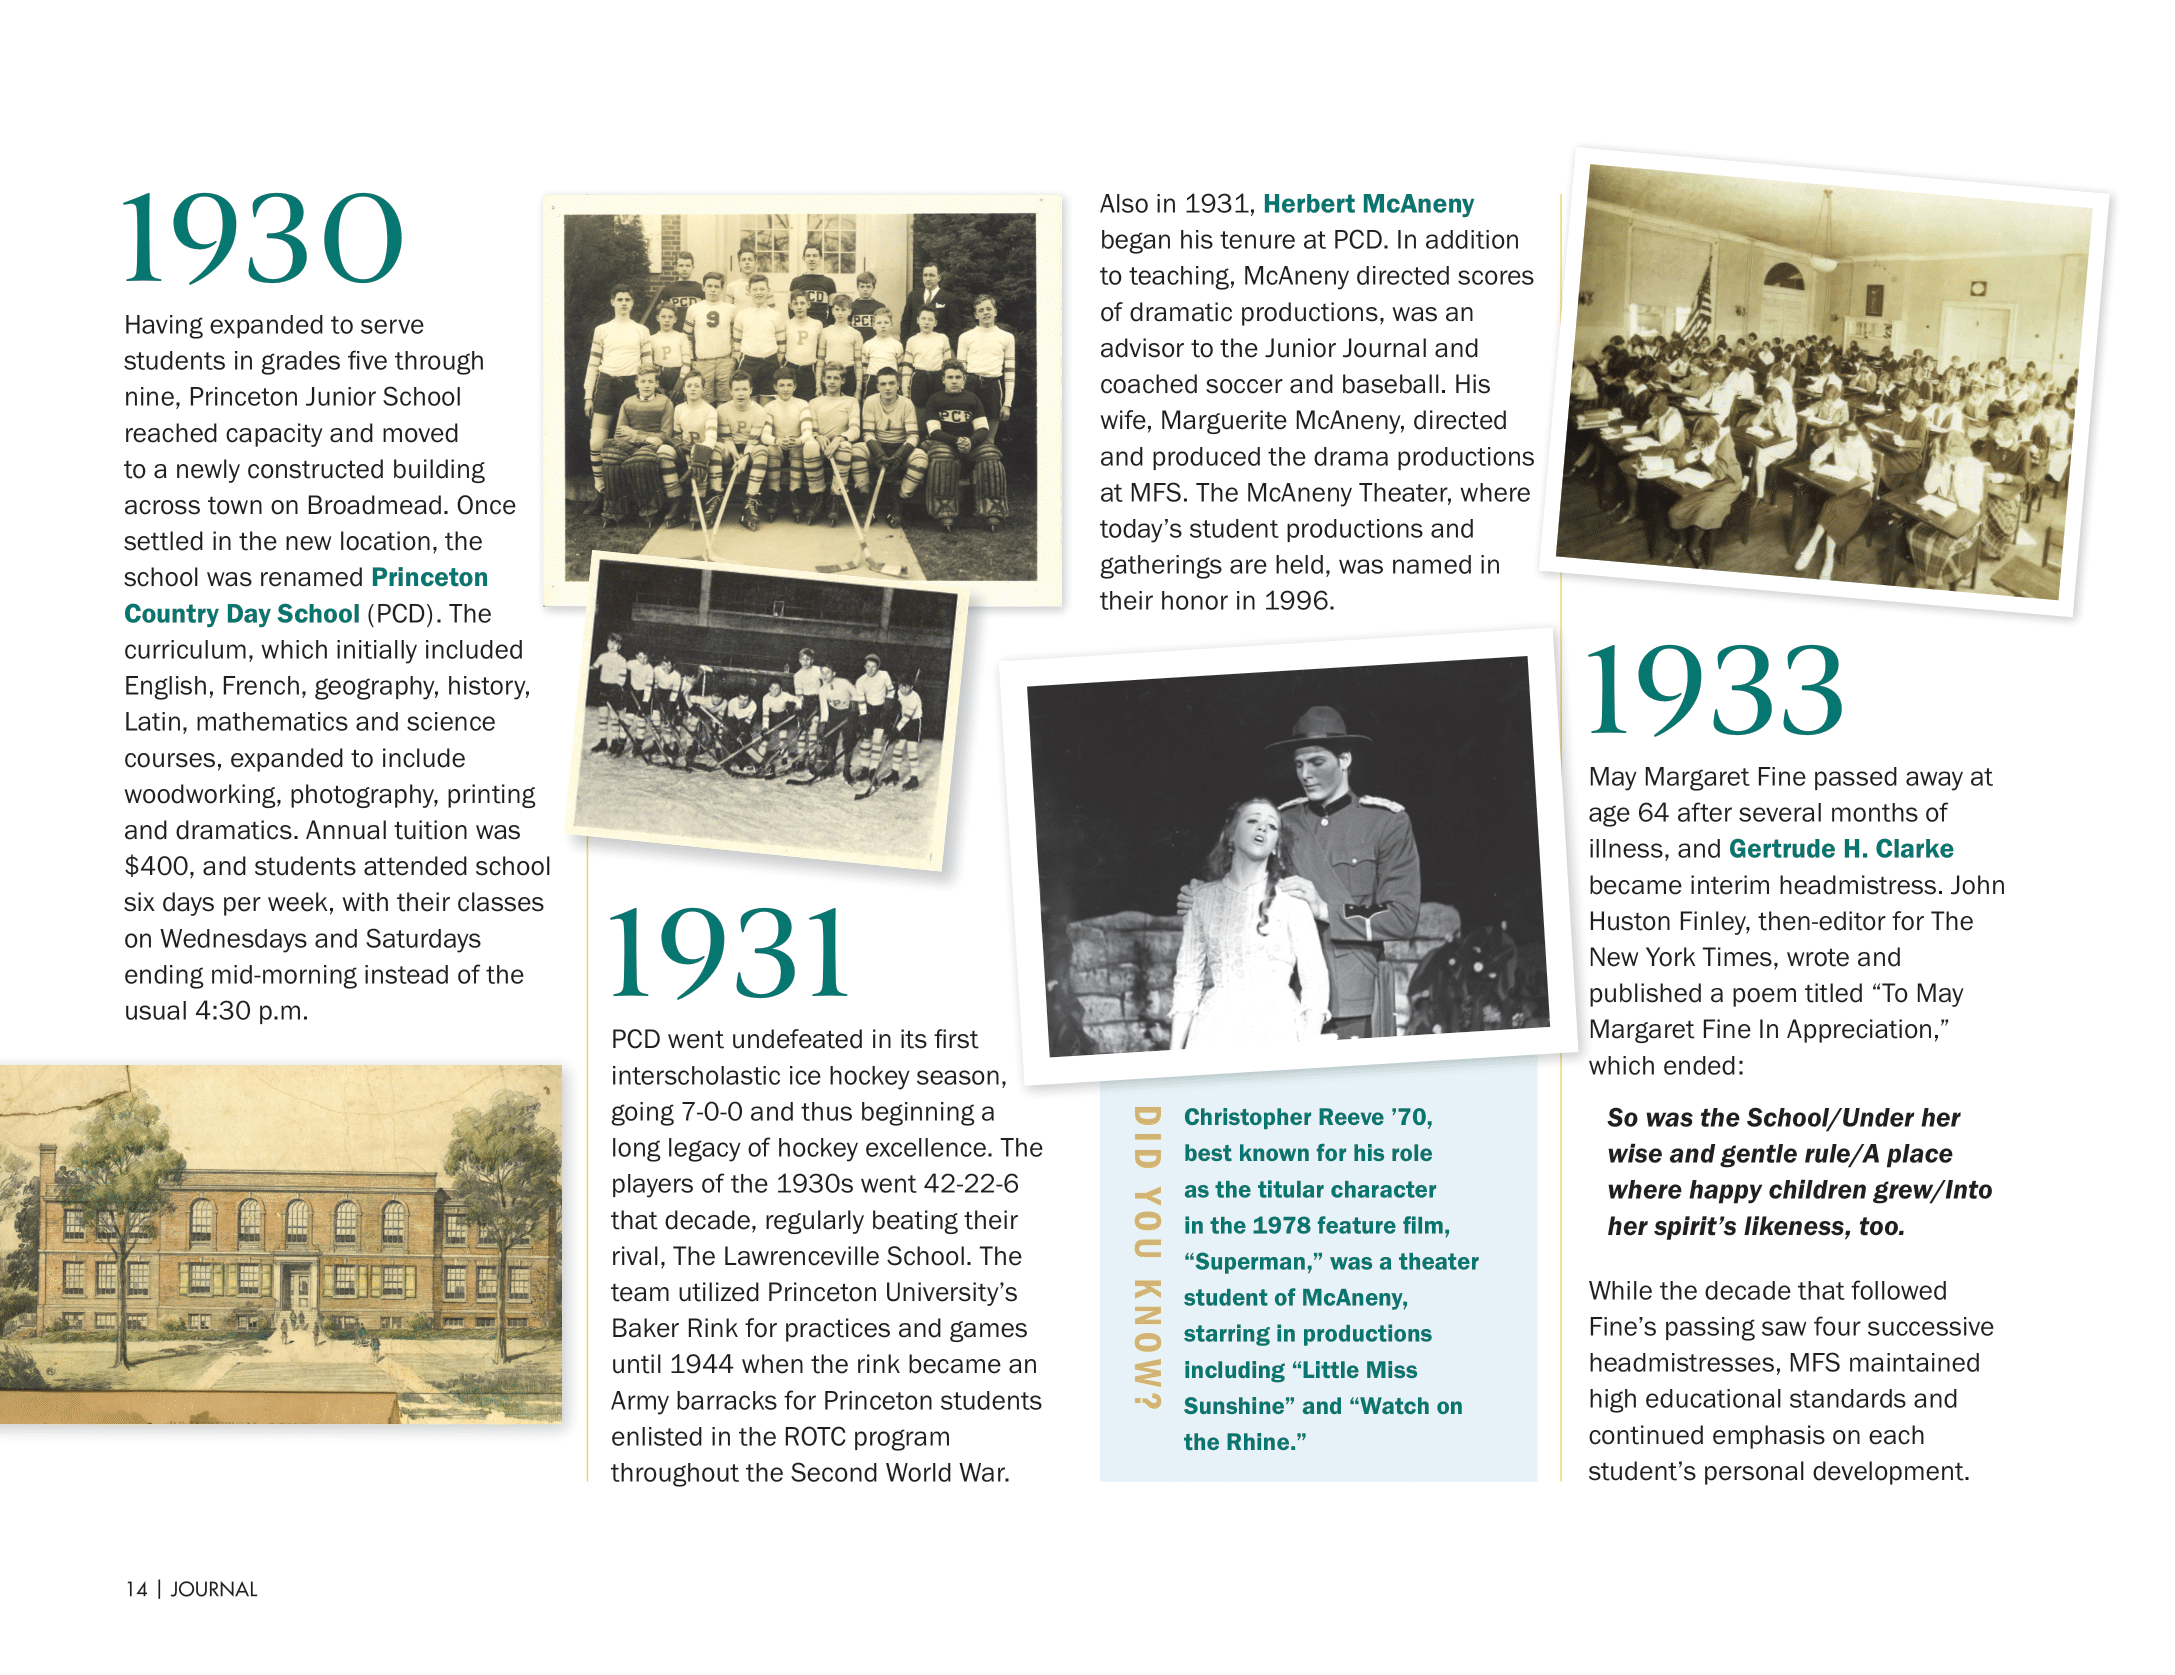 1930
Having expanded to serve
students in grades five through
nine, Princeton Junior School
reached capacity and moved
to a newly constructed building
across town on Broadmead. Once
settled in the new location, the
school was renamed Princeton
Country Day School (PCD). The
curriculum, which initially included
English, French, geography, history,
Latin, mathematics and science
courses, expanded to include
woodworking, photography, printing
and dramatics. Annual tuition was
$400, and students attended school
six days per week, with their classes
on Wednesdays and Saturdays
ending mid-morning instead of the
usual 4:30 p.m.
PCD
CD
PCD
9
P
P
P
P
P
PCD
1931
PCD went undefeated in its first
interscholastic ice hockey season,
going 7-0-0 and thus beginning a
long legacy of hockey excellence. The
players of the 1930s went 42-22-6
that decade, regularly beating their
rival, The Lawrenceville School. The
team utilized Princeton University’s
Baker Rink for practices and games
until 1944 when the rink became an
Army barracks for Princeton students
enlisted in the ROTC program
throughout the Second World War.
Also in 1931, Herbert McAneny
began his tenure at PCD. In addition
to teaching, McAneny directed scores
of dramatic productions, was an
advisor to the Junior Journal and
coached soccer and baseball. His
wife, Marguerite McAneny, directed
and produced the drama productions
at MFS. The McAneny Theater, where
today’s student productions and
gatherings are held, was named in
their honor in 1996.
DID YOU KNOW?
Christopher Reeve ’70,
best known for his role
as the titular character
in the 1978 feature film,
“Superman,” was a theater
student of McAneny,
starring in productions
including “Little Miss
Sunshine” and “Watch on
the Rhine.”
1933
May Margaret Fine passed away at
age 64 after several months of
illness, and Gertrude H. Clarke
became interim headmistress. John
Huston Finley, then-editor for The
New York Times, wrote and
published a poem titled “To May
Margaret Fine In Appreciation,”
which ended:
So was the School/Under her
wise and gentle rule/A place
where happy children grew/Into
her spirit’s likeness, too.
While the decade that followed
Fine’s passing saw four successive
headmistresses, MFS maintained
high educational standards and
continued emphasis on each
student’s personal development.
14 | JOURNAL